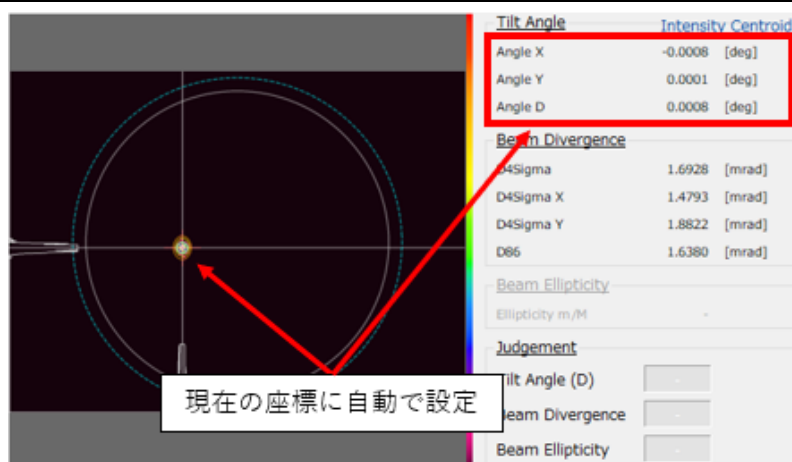 Tilt Angle Intensity Centroid
Angle X -0.0008 [deg]
Angle Y 0.0001 [deg]
Angle D 0.0008 [deg]
Beam Divergence
D4Sigma 1.6928 [mrad]
D4Sigma X 1.4793 [mrad]
D4Sigma Y 1.8822 [mrad]
D86 1.6380 [mrad]
Beam Ellipticity
Ellipticity m/M -
Judgement
Tilt Angle (D) -
現在の座標に自動で設定
Beam Divergence -
Beam Ellipticity -